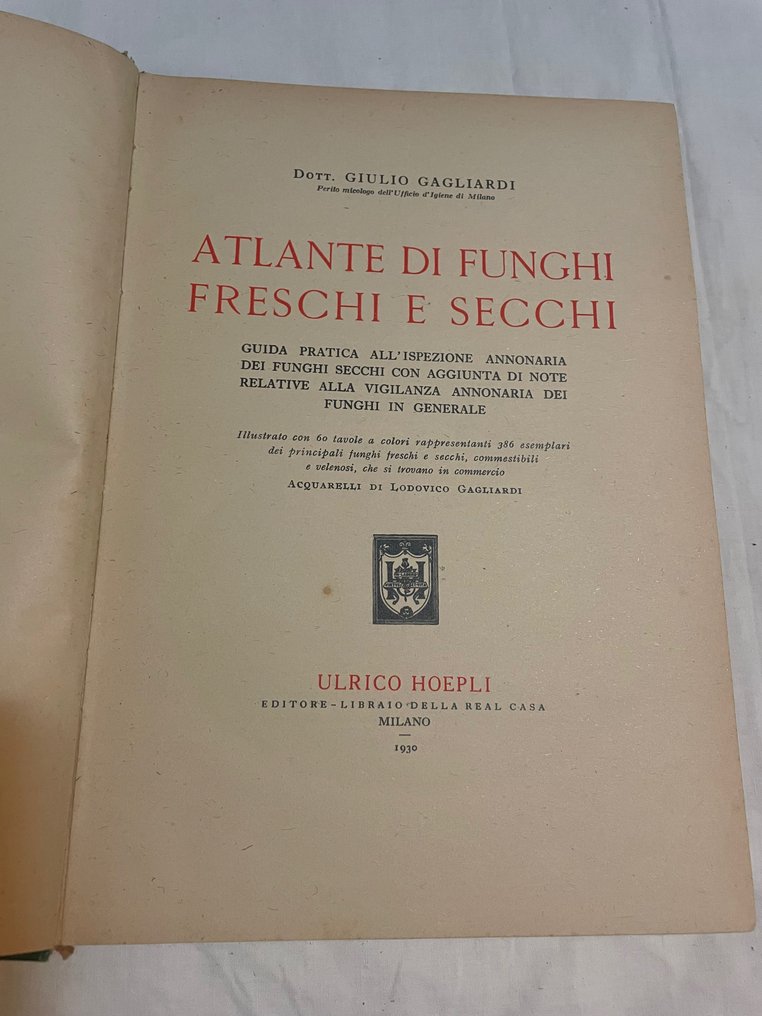 Dott. GIULIO GAGLIARDI
Perito micologo dell'Ufficio d'Igiene di Milano
ATLANTE DI FUNGHI
FRESCHI E SECCHI
GUIDA PRATICA ALL'ISPEZIONE ANNONARIA
DEI FUNGHI SECCHI CON AGGIUNTA DI NOTE
RELATIVE ALLA VIGILANZA ANNONARIA DEI
FUNGHI IN GENERALE
Illustrato con 60 tavole a colori rappresentanti 386 esemplari
dei principali funghi freschi e secchi, commestibili
e velenosi, che si trovano in commercio
Acquarelli di Lodovico Gagliardi
ULRICO HOEPLI
EDITORE-LIBRAIO DELLA REAL CASA
MILANO
1930